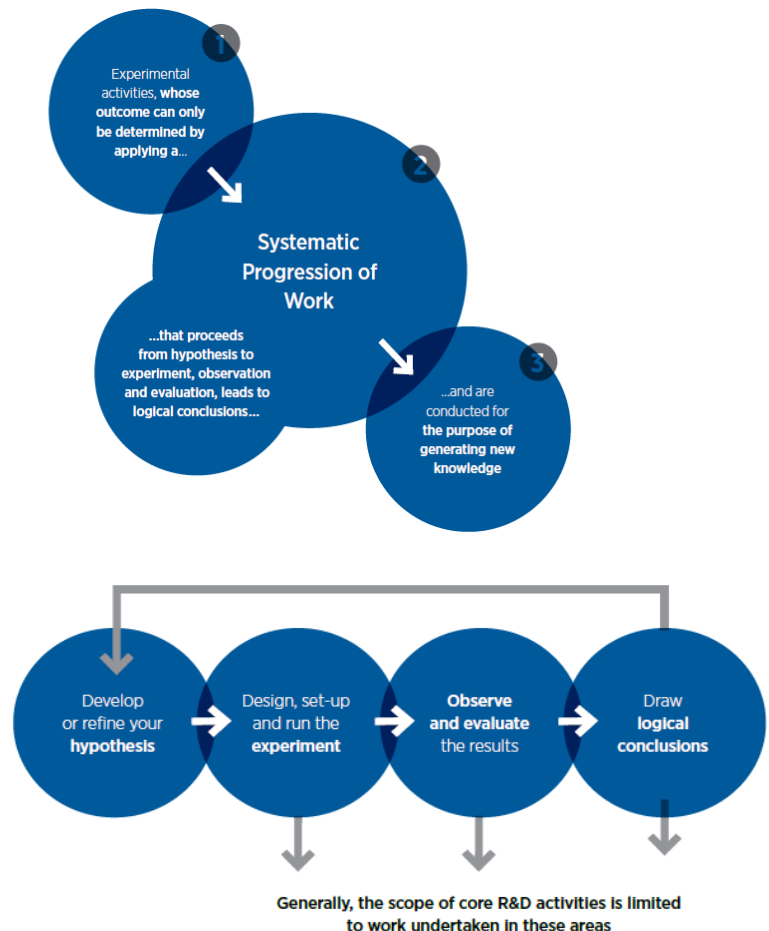 1
Experimental
activities, whose
outcome can only
be determined by
applying a...
2
Systematic
Progression of
Work
...that proceeds
from hypothesis to
experiment, observation
and evaluation, leads to
logical conclusions...
3
...and are
conducted for
the purpose of
generating new
knowledge
Develop
or refine your
hypothesis
Design, set-up
and run the
experiment
Observe
and evaluate
the results
Draw
logical
conclusions
Generally, the scope of core R&D activities is limited
to work undertaken in these areas